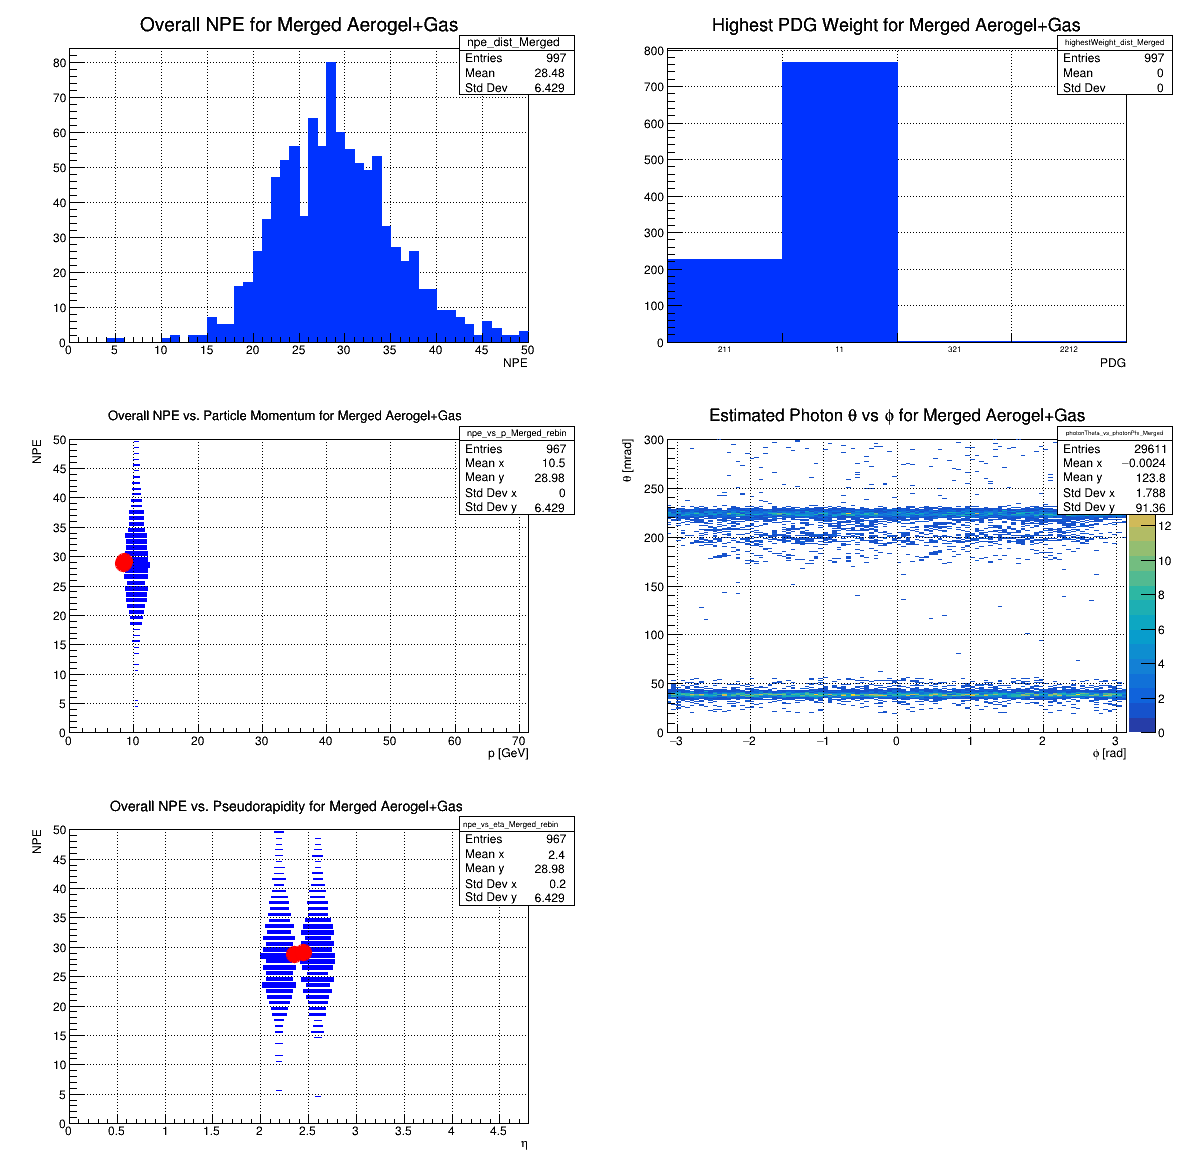 Overall NPE for Merged Aerogel+Gas
npe_dist_Merged
Entries 997
Mean 28.48
Std Dev 6.429
80
70
60
50
40
30
20
10
0
0 5 10 15 20 25 30 35 40 45 50
NPE
Highest PDG Weight for Merged Aerogel+Gas
highestWeight_dist_Merged
Entries 997
Mean 0
Std Dev 0
800
700
600
500
400
300
200
100
0
211 11 321 2212
PDG
Overall NPE vs. Particle Momentum for Merged Aerogel+Gas
npe_vs_p_Merged_rebin
Entries 967
Mean x 10.5
Mean y 28.98
Std Dev x 0
Std Dev y 6.429
NPE
50
45
40
35
30
25
20
15
10
5
0
0 10 20 30 40 50 60 70
p [GeV]
Estimated Photon θ vs ϕ for Merged Aerogel+Gas
photonTheta_vs_photonPhi_Merged
Entries 29611
Mean x −0.0024
Mean y 123.8
Std Dev x 1.788
Std Dev y 91.36
θ [mrad]
300
250
200
150
100
50
0
−3 −2 −1 0 1 2 3
ϕ [rad]
12
10
8
6
4
2
0
Overall NPE vs. Pseudorapidity for Merged Aerogel+Gas
npe_vs_eta_Merged_rebin
Entries 967
Mean x 2.4
Mean y 28.98
Std Dev x 0.2
Std Dev y 6.429
NPE
50
45
40
35
30
25
20
15
10
5
0
0 0.5 1 1.5 2 2.5 3 3.5 4 4.5
η